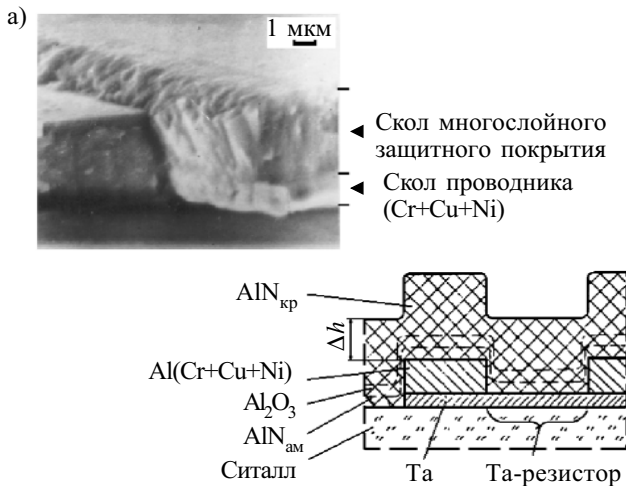 а)
1 мкм
Скол многослойного
защитного покрытия
Скол проводника
(Cr+Cu+Ni)
AlNкр
Δh
Al(Cr+Cu+Ni)
Al2O3
AlNам
Ситалл
Ta
Ta-резистор